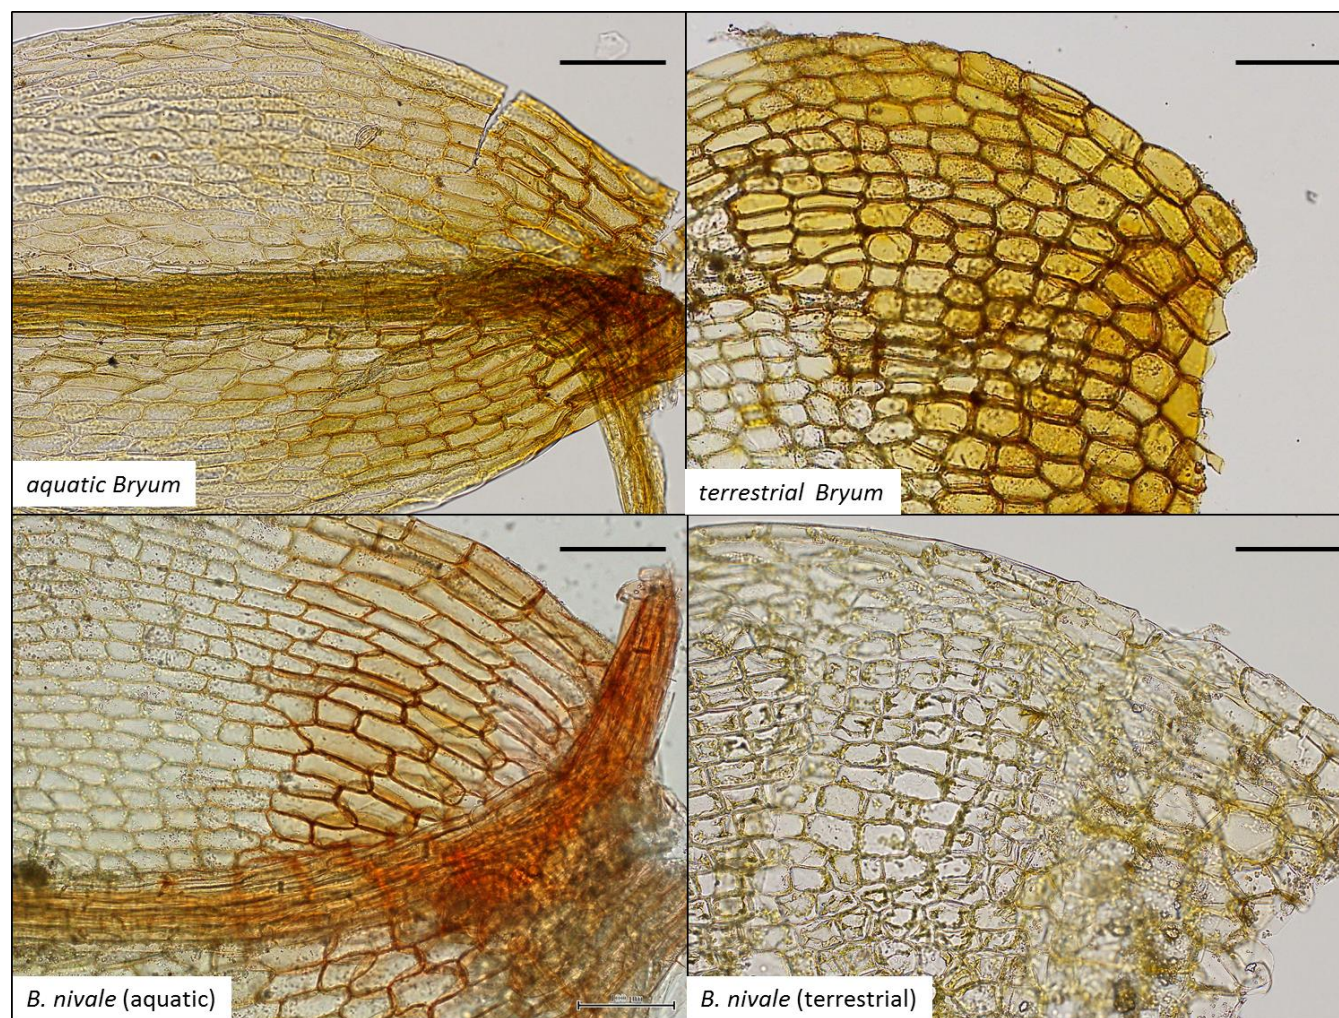 aquatic Bryum
terrestrial Bryum
B. nivale (aquatic)
B. nivale (terrestrial)